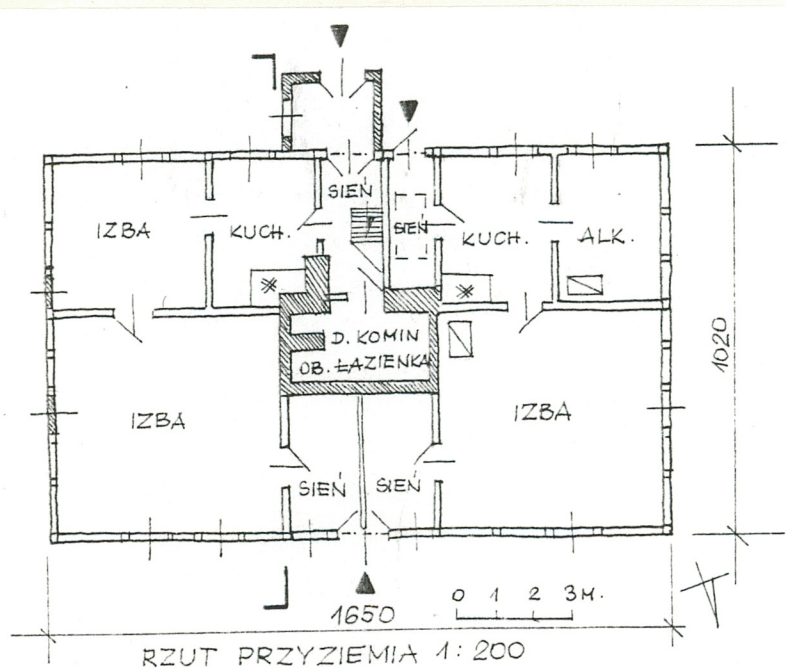 SIEŃ
IZBA
KUCH.
SIEŃ
KUCH.
ALK.
D. KOMIN
OB. ŁAZIENKA
IZBA
IZBA
SIEŃ
SIEŃ
1020
0 1 2 3M.
1650
RZUT PRZYZIEMIA 1:200